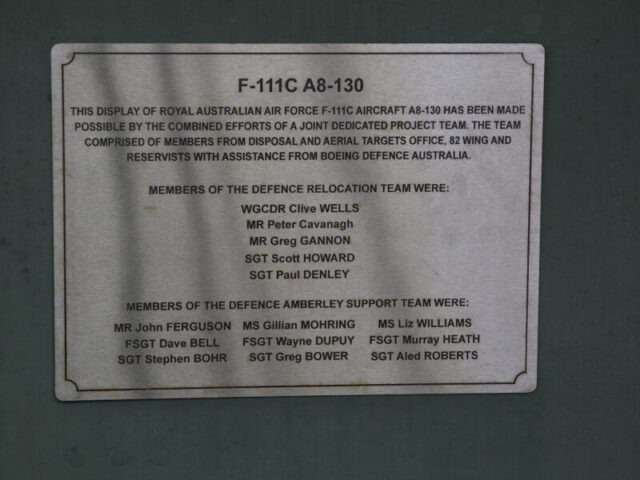 F-111C A8-130
THIS DISPLAY OF ROYAL AUSTRALIAN AIR FORCE F-111C AIRCRAFT A8-130 HAS BEEN MADE
POSSIBLE BY THE COMBINED EFFORTS OF A JOINT DEDICATED PROJECT TEAM. THE TEAM
COMPRISED OF MEMBERS FROM DISPOSAL AND AERIAL TARGETS OFFICE, 82 WING AND
RESERVISTS WITH ASSISTANCE FROM BOEING DEFENCE AUSTRALIA.
MEMBERS OF THE DEFENCE RELOCATION TEAM WERE:
WGCDR Clive WELLS
MR Peter Cavanagh
MR Greg GANNON
SGT Scott HOWARD
SGT Paul DENLEY
MEMBERS OF THE DEFENCE AMBERLEY SUPPORT TEAM WERE:
MR John FERGUSON MS Gillian MOHRING MS Liz WILLIAMS
FSGT Dave BELL FSGT Wayne DUPUY FSGT Murray HEATH
SGT Stephen BOHR SGT Greg BOWER SGT Aled ROBERTS